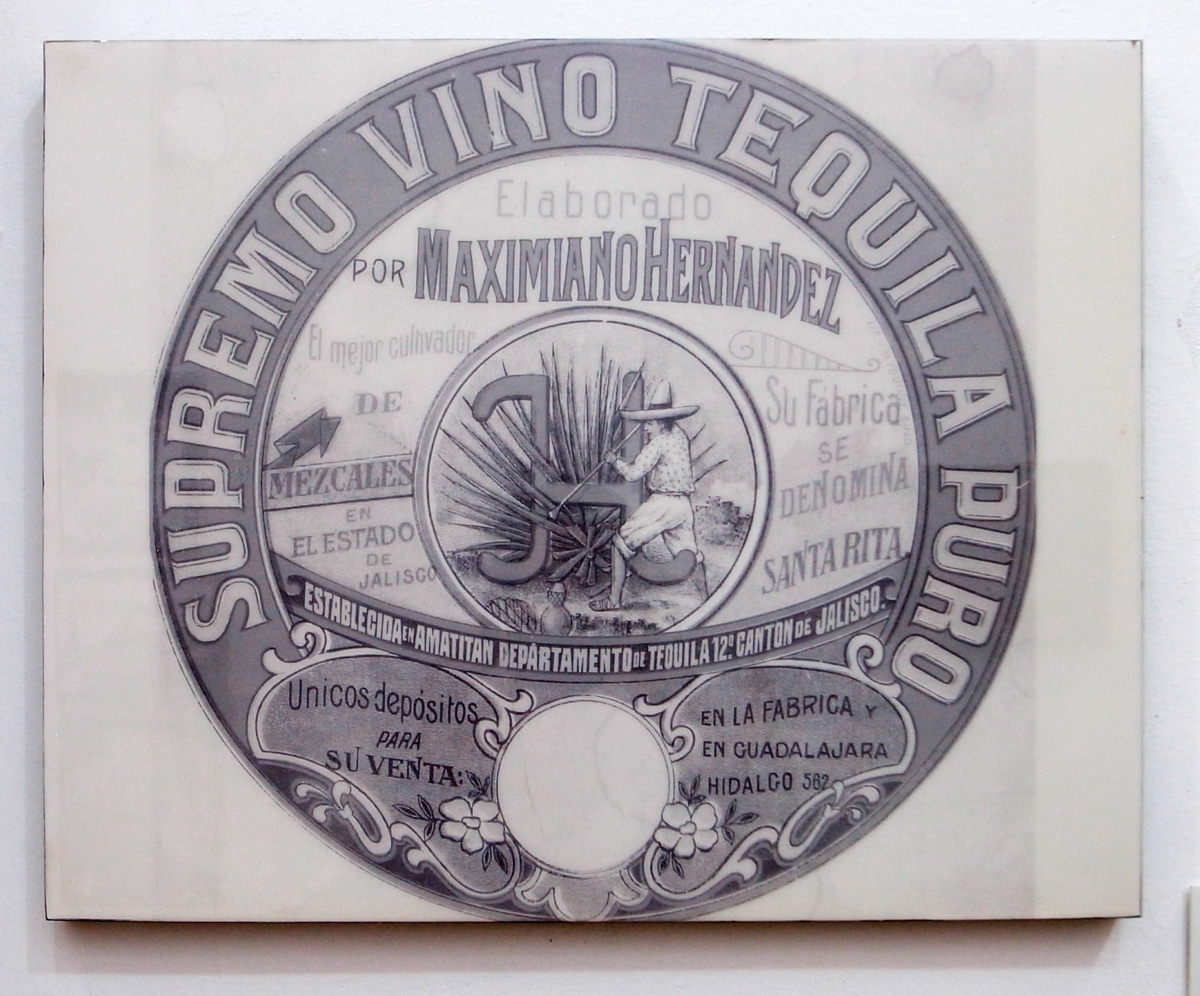 SUPREMO VINO TEQUILA PURO
Elaborado
POR MAXIMIANO HERNANDEZ
El mejor cultivador
DE
MEZCALES
EN
EL ESTADO
DE
JALISCO
Su Fabrica
SE
DENOMINA
SANTA RITA.
ESTABLECIDA EN AMATITAN DEPARTAMENTO DE TEQUILA 12º CANTON DE JALISCO.
Unicos depósitos
PARA
SU VENTA:
EN LA FABRICA Y
EN GUADALAJARA
HIDALGO 562